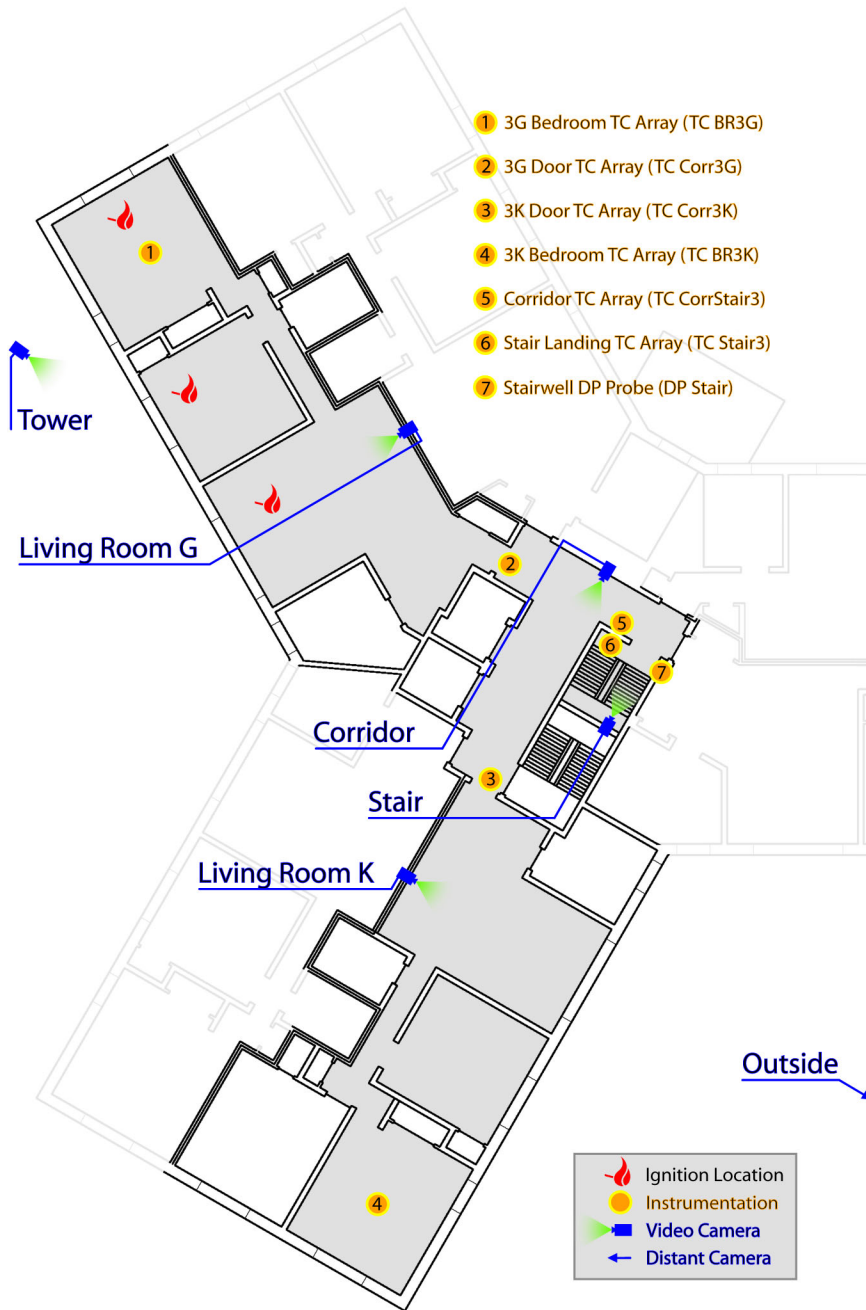 1 3G Bedroom TC Array (TC BR3G)
2 3G Door TC Array (TC Corr3G)
3 3K Door TC Array (TC Corr3K)
4 3K Bedroom TC Array (TC BR3K)
5 Corridor TC Array (TC CorrStair3)
6 Stair Landing TC Array (TC Stair3)
7 Stairwell DP Probe (DP Stair)
1
Tower
Living Room G
2
5
6
7
Corridor
3
Stair
Living Room K
Outside
4
Ignition Location
Instrumentation
Video Camera
Distant Camera